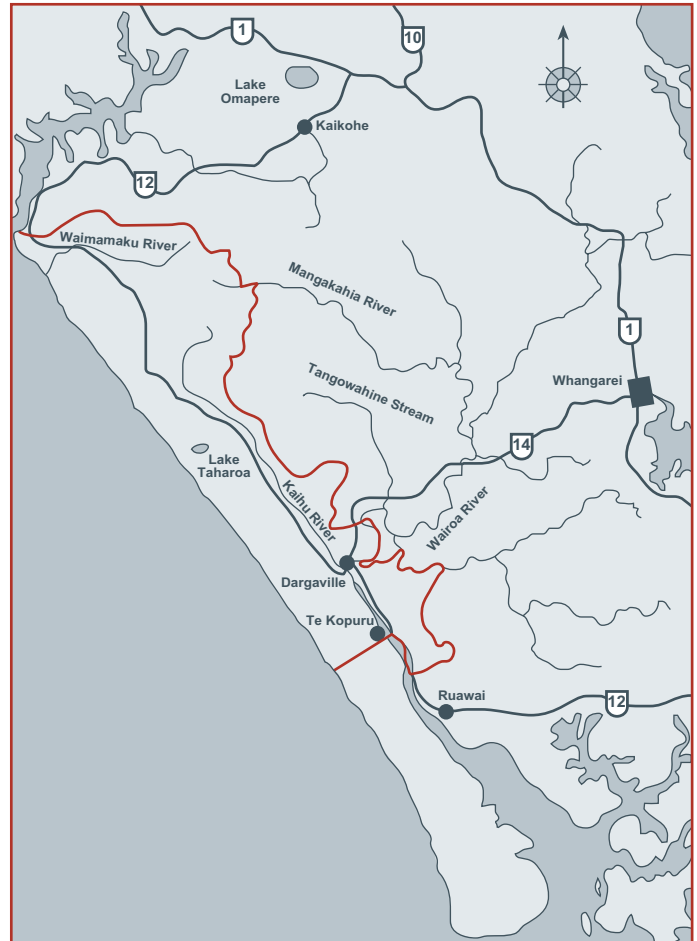 1
10
Lake
Omapere
Kaikohe
12
Waimamaku River
Mangakahia River
1
Whangarei
Tangowahine Stream
14
Lake
Taharoa
Kaihu River
Wairoa River
Dargaville
Te Kopuru
Ruawai
12